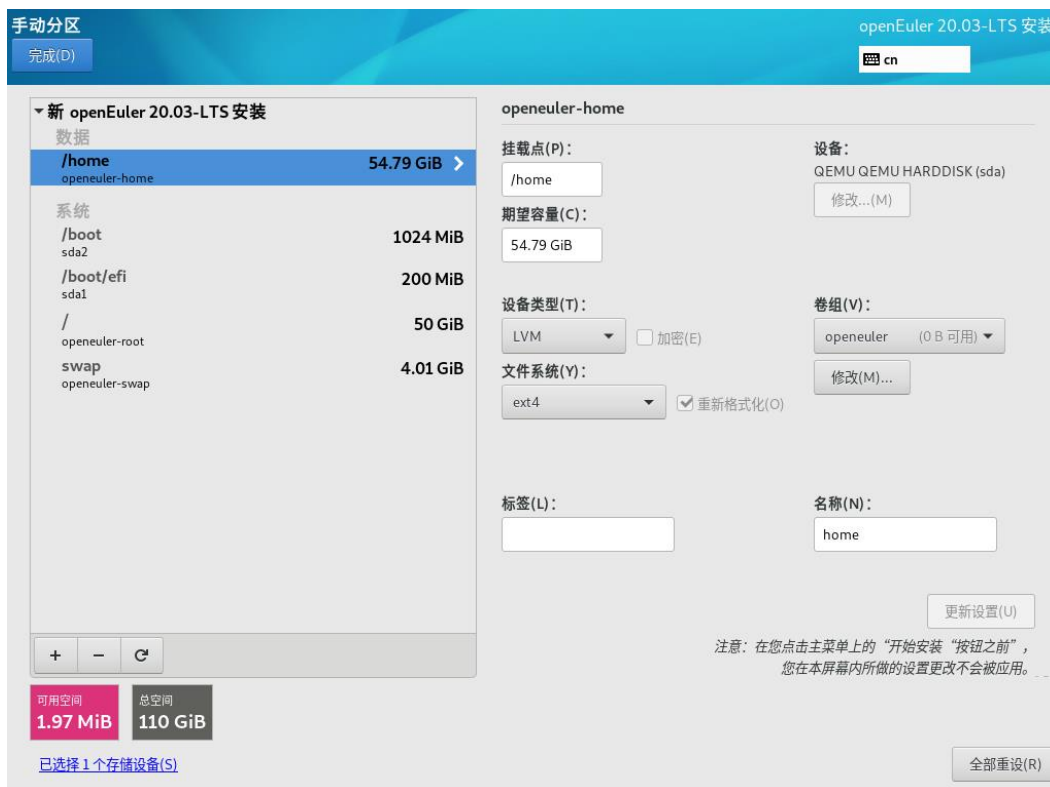 手动分区
openEuler 20.03-LTS 安装
完成(D)
cn
新 openEuler 20.03-LTS 安装
数据
/home
54.79 GiB
openeuler-home
系统
/boot
1024 MiB
sda2
/boot/efi
200 MiB
sda1
/
50 GiB
openeuler-root
swap
4.01 GiB
openeuler-swap
+ −
可用空间
1.97 MiB
总空间
110 GiB
已选择 1 个存储设备(S)
openeuler-home
挂载点(P)：
/home
期望容量(C)：
54.79 GiB
设备：
QEMU QEMU HARDDISK (sda)
修改...(M)
设备类型(T)：
LVM
加密(E)
文件系统(Y)：
ext4
重新格式化(O)
卷组(V)：
openeuler (0 B 可用)
修改(M)...
标签(L)：
名称(N)：
home
更新设置(U)
注意：在您点击主菜单上的“开始安装“按钮之前”，
您在本屏幕内所做的设置更改不会被应用。
全部重设(R)